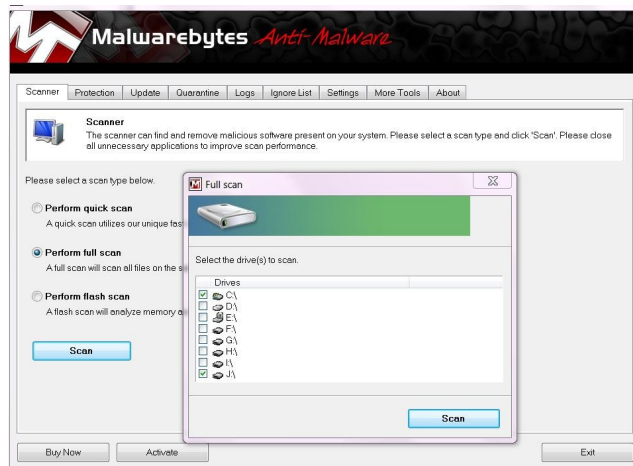 Malwarebytes Anti-Malware
Scanner Protection Update Quarantine Logs Ignore List Settings More Tools About
Scanner
The scanner can find and remove malicious software present on your system. Please select a scan type and click 'Scan'. Please close
all unnecessary applications to improve scan performance.
Please select a scan type below.
Perform quick scan
A quick scan utilizes our unique fast
Perform full scan
A full scan will scan all files on the s
Perform flash scan
A flash scan will analyze memory a
Scan
Full scan
Select the drive(s) to scan.
Drives
C:\
D:\
E:\
F:\
G:\
H:\
I:\
J:\
Scan
Buy Now Activate Exit